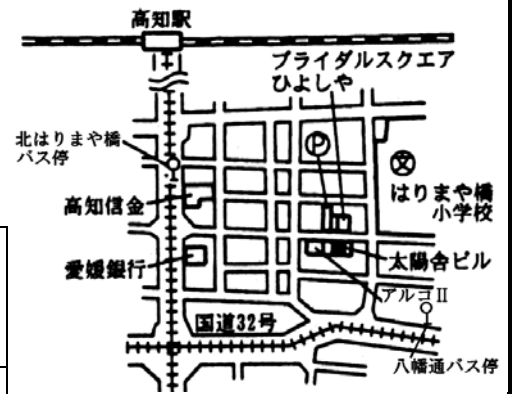 高知駅
ブライダルスクエア
ひよしや
北はりまや橋
バス停
P
文
はりまや橋
小学校
高知信金
愛媛銀行
太陽舎ビル
アルコⅡ
国道32号
八幡通バス停